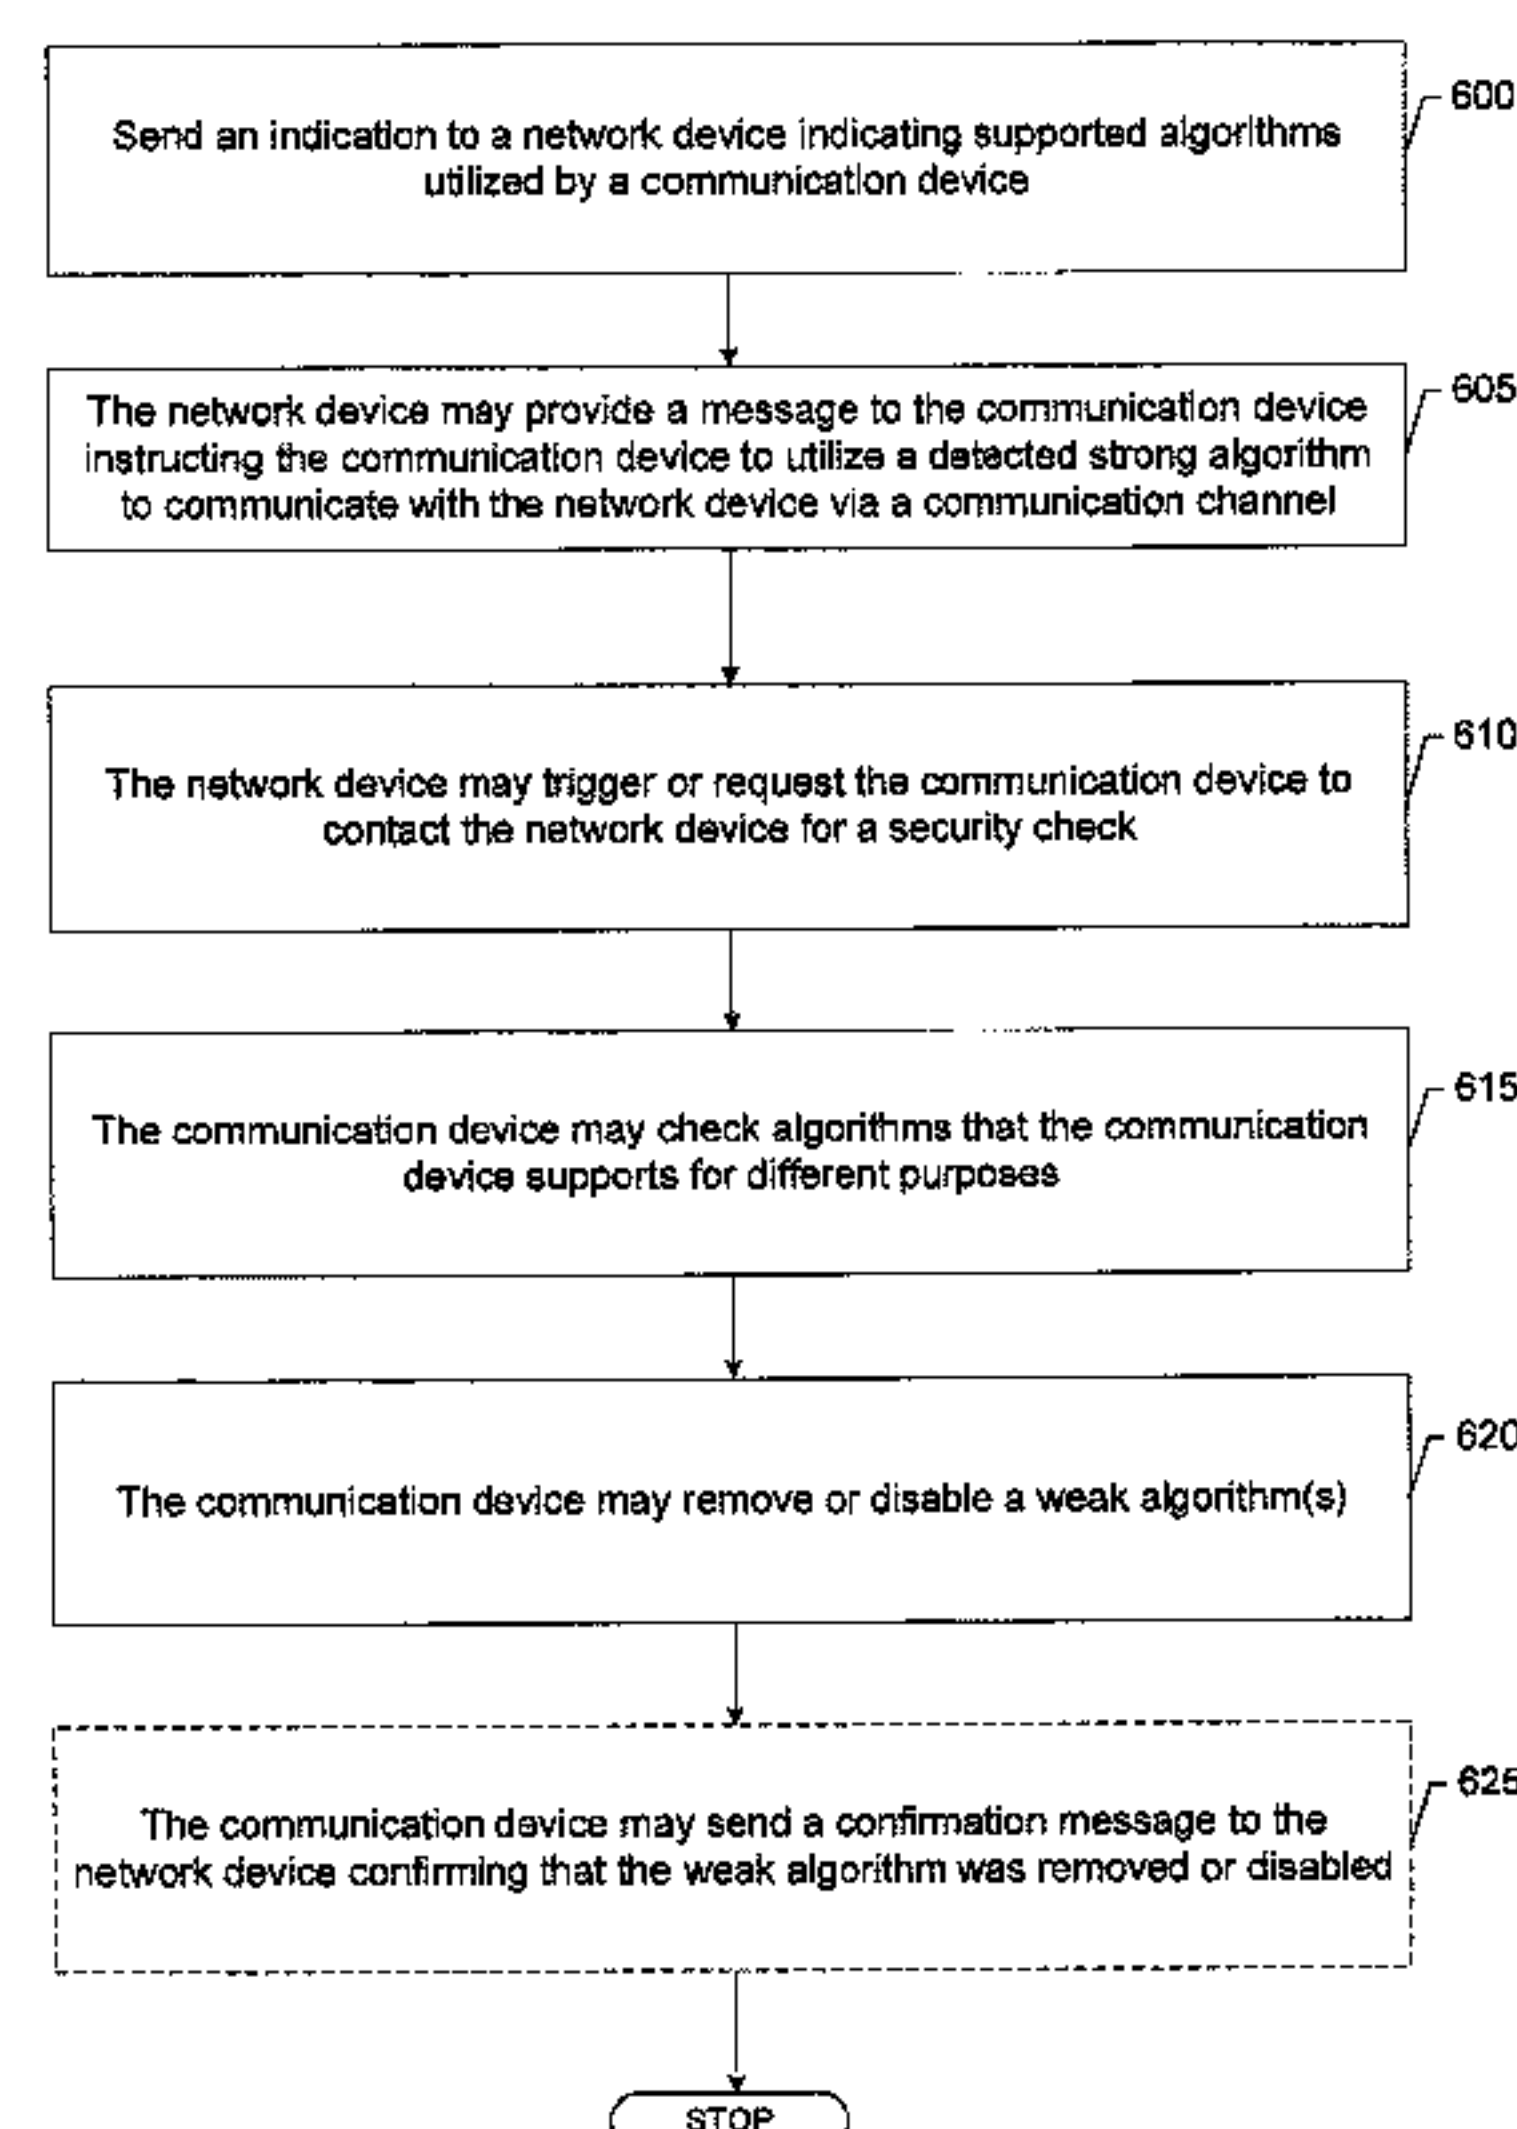 Send an indication to a network device indicating supported algorithms
utilized by a communication device
600
The network device may provide a message to the communication device
instructing the communication device to utilize a detected strong algorithm
to communicate with the network device via a communication channel
605
The network device may trigger or request the communication device to
contact the network device for a security check
610
The communication device may check algorithms that the communication
device supports for different purposes
615
The communication device may remove or disable a weak algorithm(s)
620
The communication device may send a confirmation message to the
network device confirming that the weak algorithm was removed or disabled
625
STOP